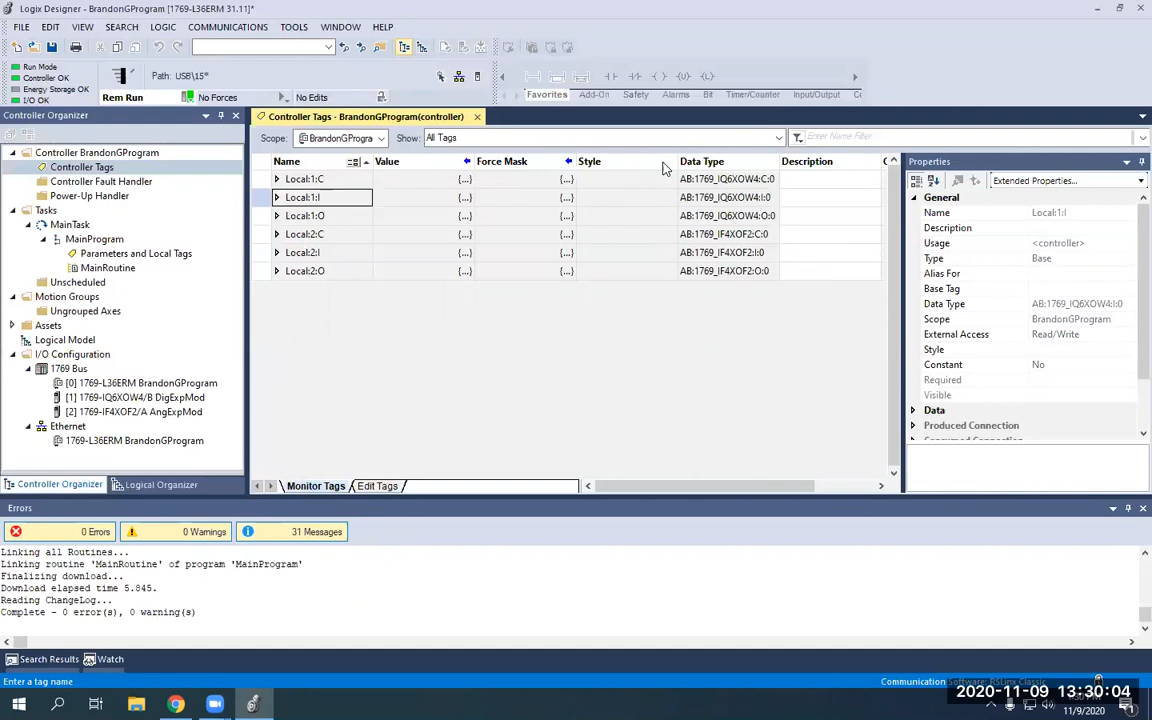 Logix Designer - BrandonGProgram [1769-L36ERM 31.11]*
FILE EDIT VIEW SEARCH LOGIC COMMUNICATIONS TOOLS WINDOW HELP
Run Mode
Controller OK
Energy Storage OK
I/O OK
Path: USB\15*
Rem Run
No Forces
No Edits
Favorites Add-On Safety Alarms Bit Timer/Counter Input/Output
Controller Organizer
Controller BrandonGProgram
Controller Tags
Controller Fault Handler
Power-Up Handler
Tasks
MainTask
MainProgram
Parameters and Local Tags
MainRoutine
Unscheduled
Motion Groups
Ungrouped Axes
Assets
Logical Model
I/O Configuration
1769 Bus
[0] 1769-L36ERM BrandonGProgram
[1] 1769-IQ6XOW4/B DigExpMod
[2] 1769-IF4XOF2/A AngExpMod
Ethernet
1769-L36ERM BrandonGProgram
Controller Organizer Logical Organizer
Controller Tags - BrandonGProgram(controller)
Scope: BrandonGProgra Show: All Tags Enter Name Filter...
Name Value Force Mask Style Data Type Description
Local:1:C {...} {...} AB:1769_IQ6XOW4:C:0
Local:1:I {...} {...} AB:1769_IQ6XOW4:I:0
Local:1:O {...} {...} AB:1769_IQ6XOW4:O:0
Local:2:C {...} {...} AB:1769_IF4XOF2:C:0
Local:2:I {...} {...} AB:1769_IF4XOF2:I:0
Local:2:O {...} {...} AB:1769_IF4XOF2:O:0
Monitor Tags Edit Tags
Properties
Extended Properties...
General
Name Local:1:I
Description
Usage <controller>
Type Base
Alias For
Base Tag
Data Type AB:1769_IQ6XOW4:I:0
Scope BrandonGProgram
External Access Read/Write
Style
Constant No
Required
Visible
Data
Produced Connection
Errors
0 Errors 0 Warnings 31 Messages
Linking all Routines...
Linking routine 'MainRoutine' of program 'MainProgram'
Finalizing download...
Download elapsed time 5.845.
Reading ChangeLog...
Complete - 0 error(s), 0 warning(s)
Search Results Watch
Enter a tag name
Communication Software: RSLinx Classic
2020-11-09 13:30:04
11/9/2020